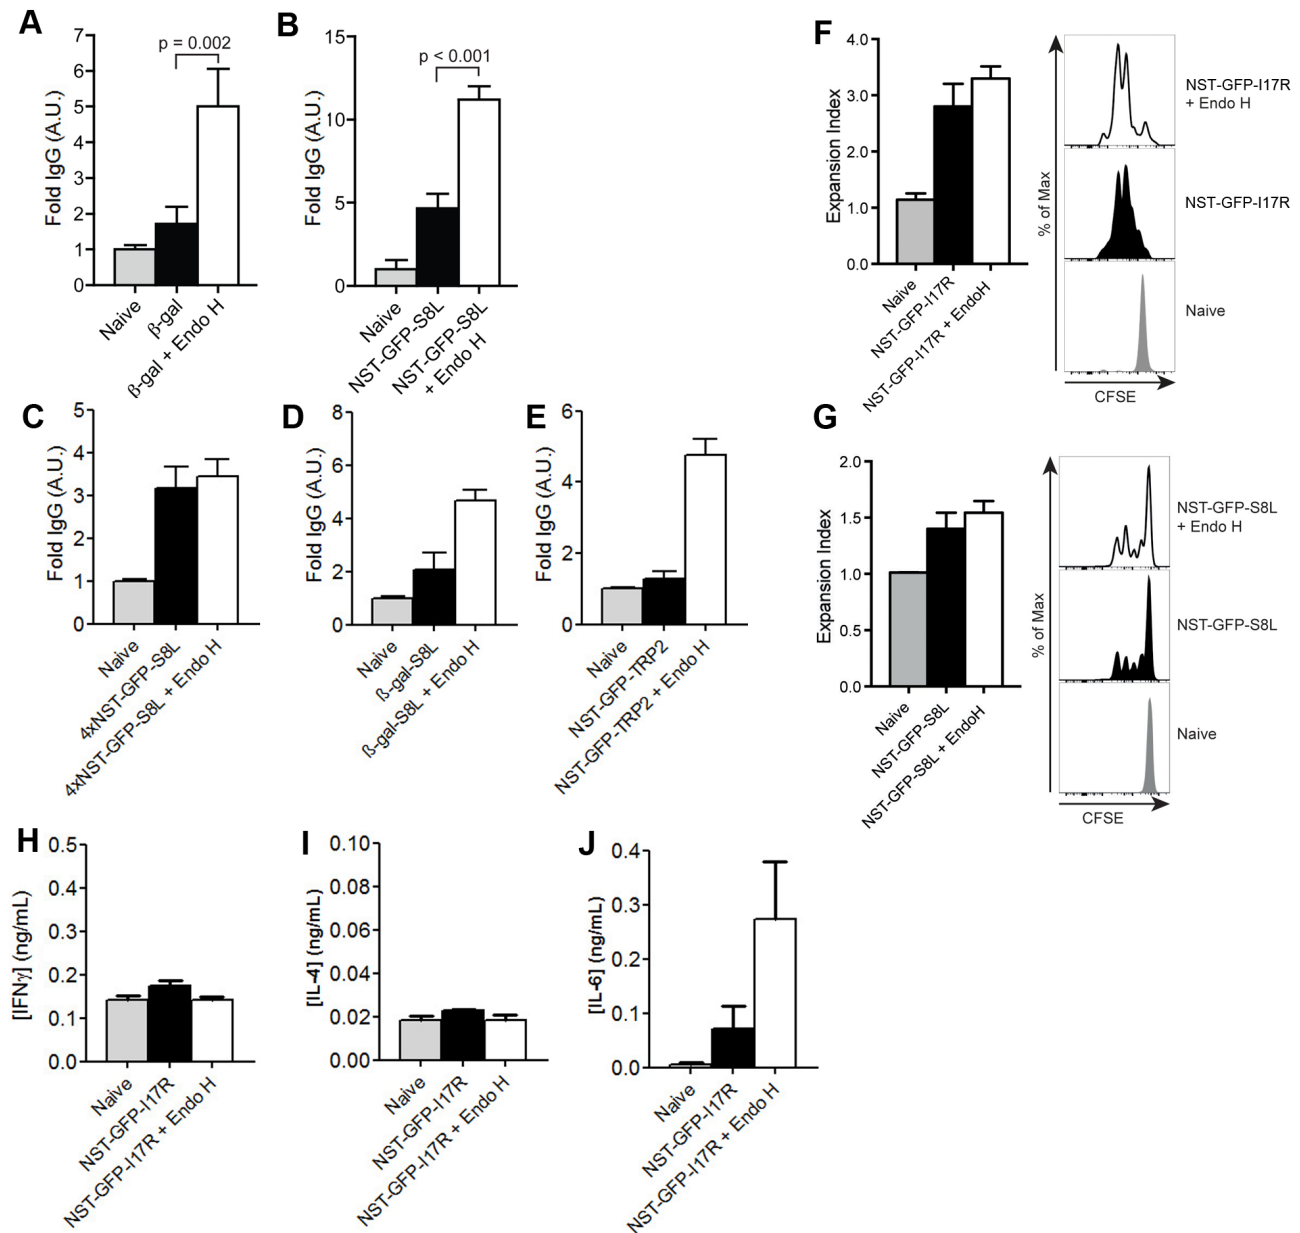 A
7
6
5
4
3
2
1
0
Fold IgG (A.U.)
p = 0.002
Naive
β-gal
β-gal + Endo H
B
15
10
5
0
Fold IgG (A.U.)
p < 0.001
Naive
NST-GFP-S8L
NST-GFP-S8L
+ Endo H
F
4.0
3.0
2.0
1.0
0.0
Expansion Index
Naive
NST-GFP-I17R
NST-GFP-I17R + EndoH
% of Max
NST-GFP-I17R
+ Endo H
NST-GFP-I17R
Naive
CFSE
C
5
4
3
2
1
0
Fold IgG (A.U.)
Naive
4xNST-GFP-S8L
4xNST-GFP-S8L + Endo H
D
8
6
4
2
0
Fold IgG (A.U.)
Naive
ß-gal-S8L
ß-gal-S8L + Endo H
E
6
4
2
0
Fold IgG (A.U.)
Naive
NST-GFP-TRP2
NST-GFP-TRP2 + Endo H
G
2.0
1.5
1.0
0.5
0.0
Expansion Index
Naive
NST-GFP-S8L
NST-GFP-S8L + EndoH
% of Max
NST-GFP-S8L
+ Endo H
NST-GFP-S8L
Naive
CFSE
H
0.5
0.4
0.3
0.2
0.1
0.0
[IFNγ] (ng/mL)
Naive
NST-GFP-I17R
NST-GFP-I17R + Endo H
I
0.10
0.08
0.06
0.04
0.02
0.00
[IL-4] (ng/mL)
Naive
NST-GFP-I17R
NST-GFP-I17R + Endo H
J
0.4
0.3
0.2
0.1
0.0
[IL-6] (ng/mL)
Naive
NST-GFP-I17R
NST-GFP-I17R + Endo H